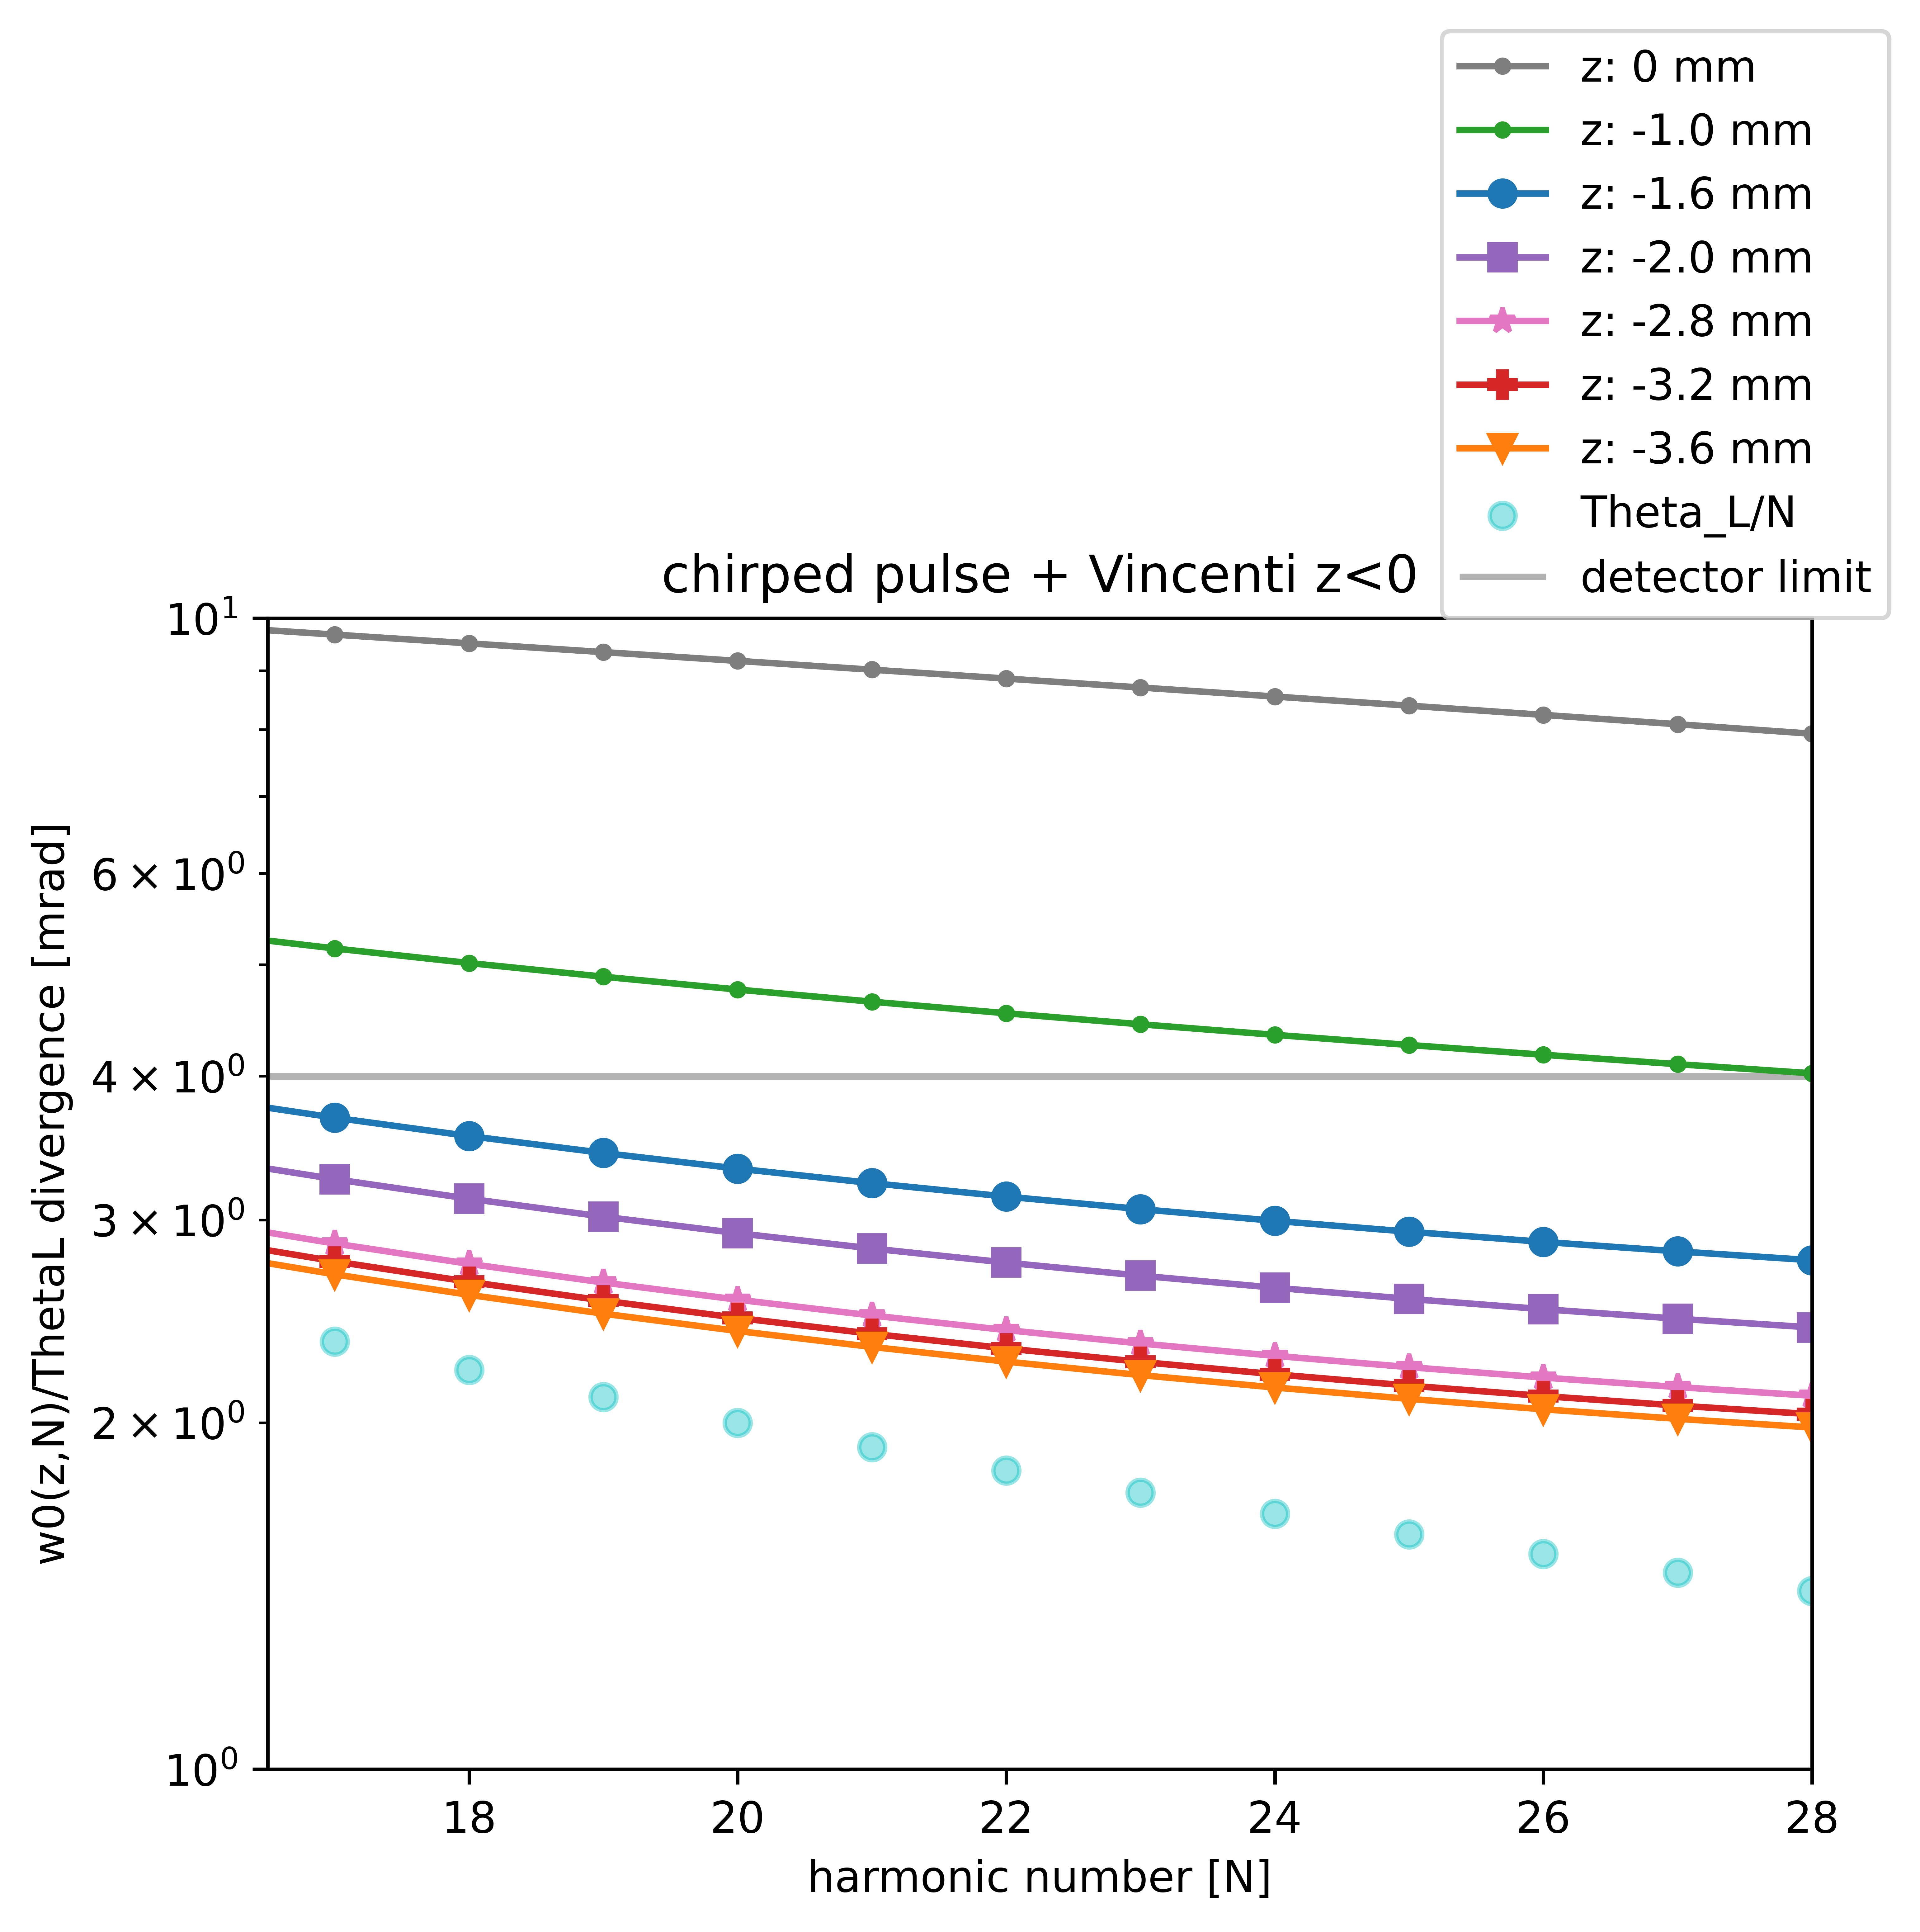 z: 0 mm
z: -1.0 mm
z: -1.6 mm
z: -2.0 mm
z: -2.8 mm
z: -3.2 mm
z: -3.6 mm
Theta_L/N
detector limit
chirped pulse + Vincenti z<0
w0(z,N)/ThetaL divergence [mrad]
10¹
6 × 10⁰
4 × 10⁰
3 × 10⁰
2 × 10⁰
10⁰
18 20 22 24 26 28
harmonic number [N]